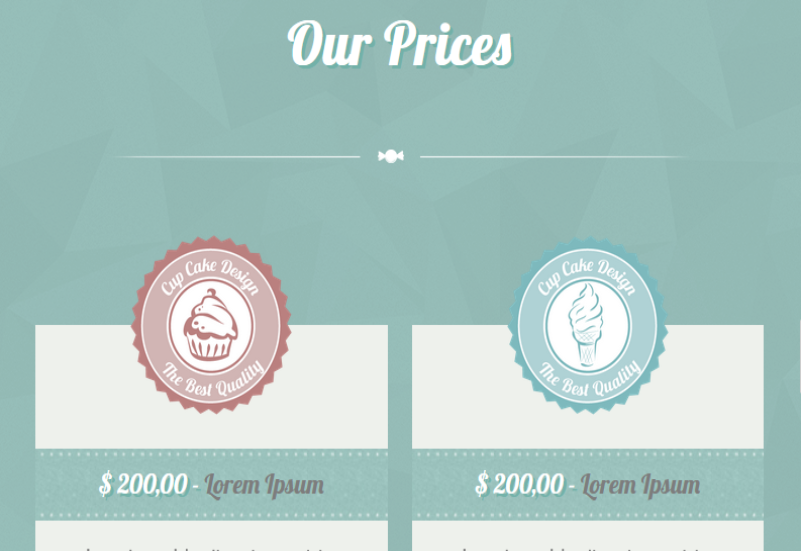 Our Prices
Cup Cake Design
The Best Quality
Cup Cake Design
The Best Quality
$ 200,00 - Lorem Ipsum
$ 200,00 - Lorem Ipsum